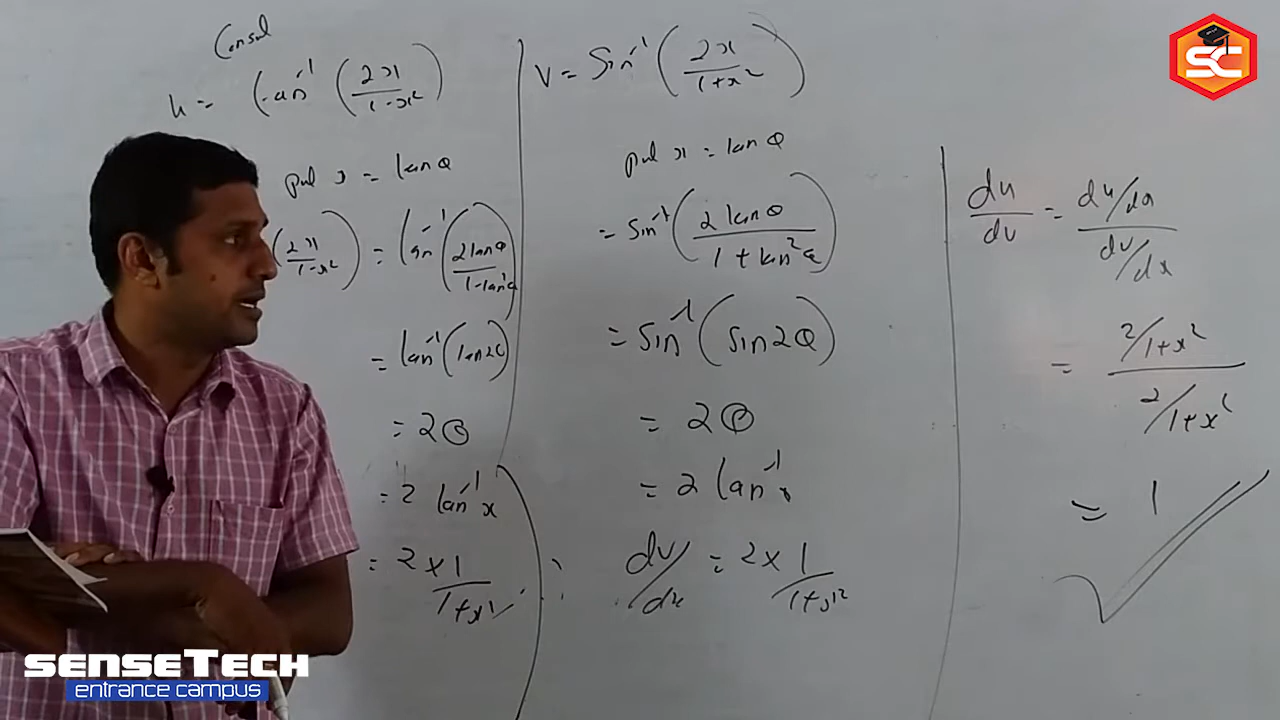 u = tan⁻¹(2x/1-x²)
put x = tanθ
(2x/1-x²) = tan⁻¹(2tanθ/1-tan²θ)
= tan⁻¹(tan2θ)
= 2θ
= 2 tan⁻¹x
= 2 × 1/1+x²
V = Sin⁻¹(2x/1+x²)
put x = tanθ
= Sin⁻¹(2tanθ/1+tan²θ)
= Sin⁻¹(Sin2θ)
= 2θ
= 2 tan⁻¹x
dv/dx = 2 × 1/1+x²
du/dv = du/dx / dv/dx
= 2/1+x² / 2/1+x²
= 1
SC
senseTech
entrance campus